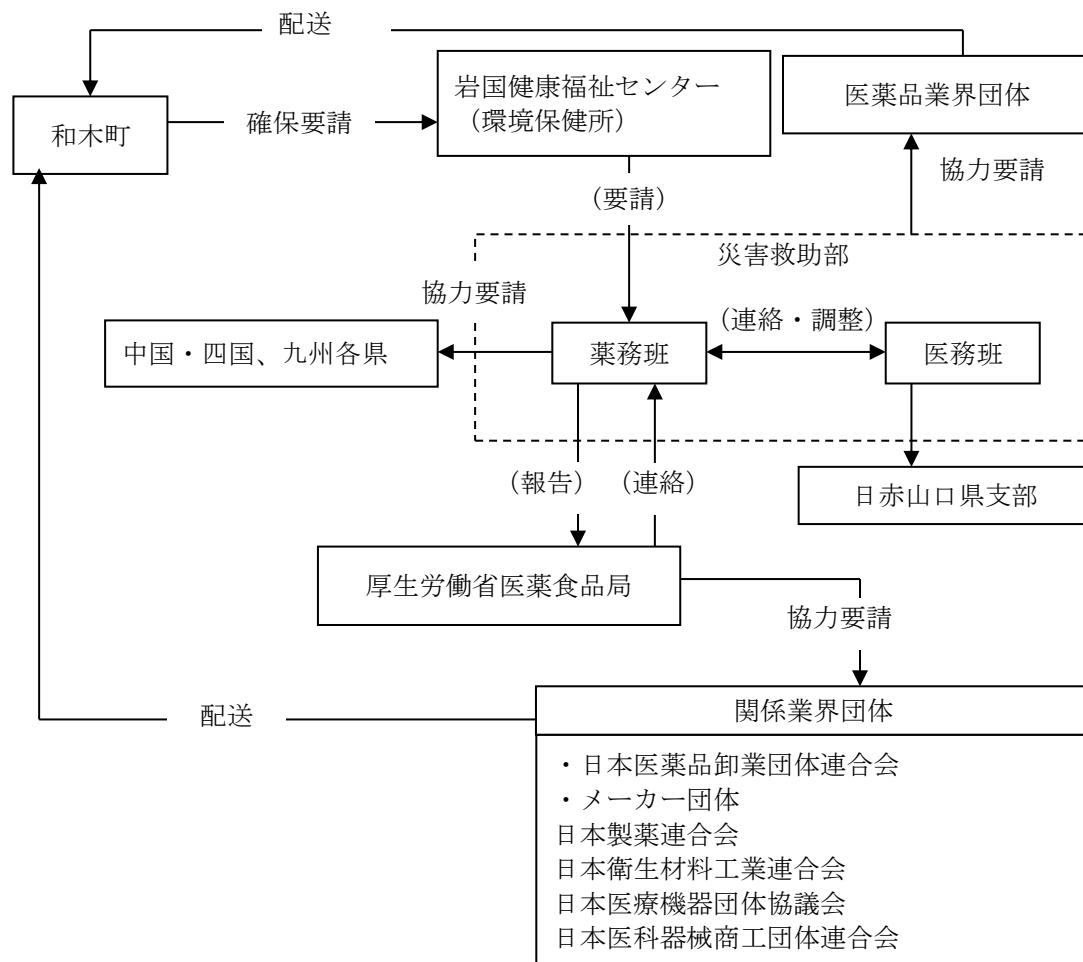 配送
岩国健康福祉センター
（環境保健所）
医薬品業界団体
和木町
確保要請
協力要請
（要請）
災害救助部
協力要請
（連絡・調整）
中国・四国、九州各県
薬務班
医務班
（報告）
（連絡）
日赤山口県支部
厚生労働省医薬食品局
協力要請
配送
関係業界団体
・日本医薬品卸業団体連合会
・メーカー団体
日本製薬連合会
日本衛生材料工業連合会
日本医療機器団体協議会
日本医科器械商工団体連合会